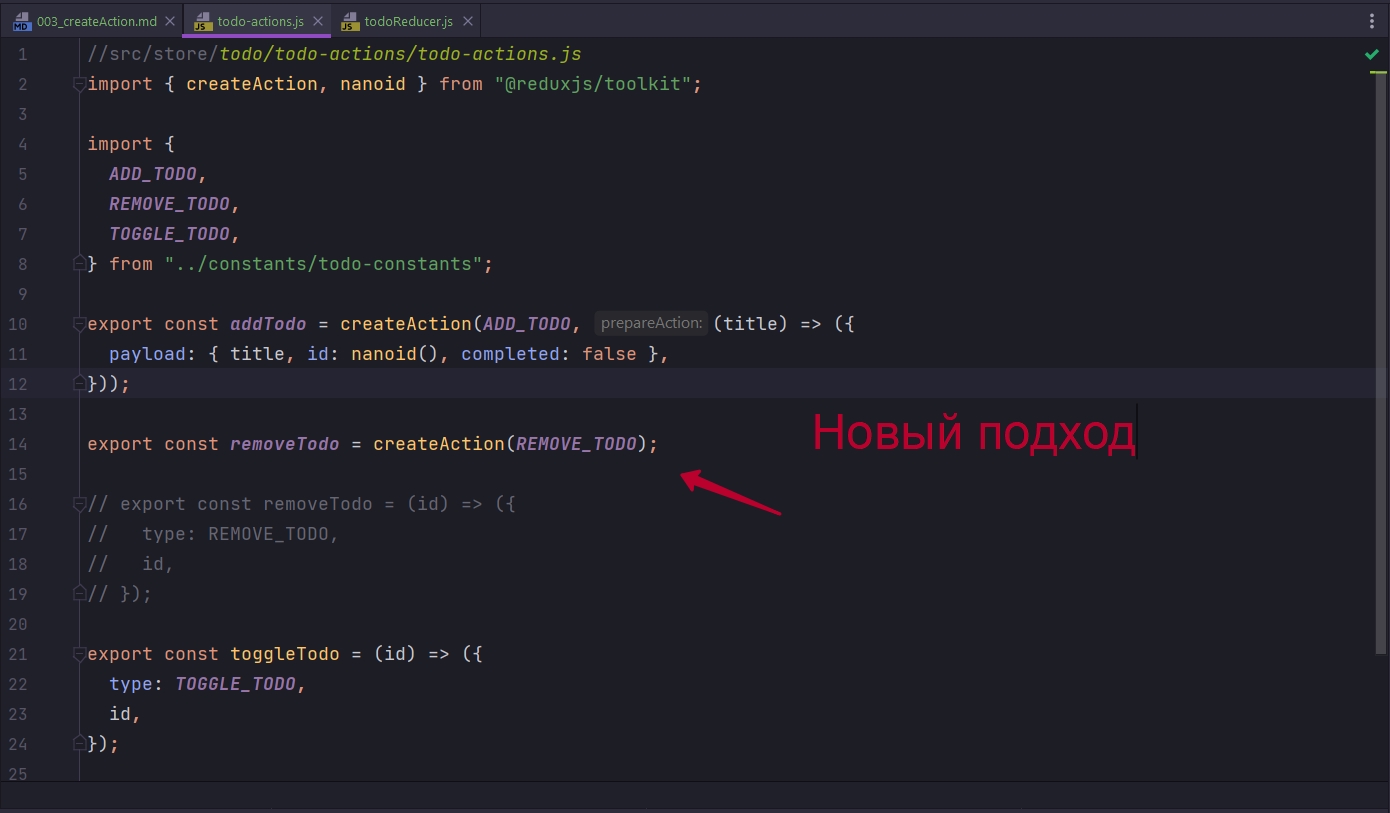 003_createAction.md
todo-actions.js
todoReducer.js
1 //src/store/todo/todo-actions/todo-actions.js
2 import { createAction, nanoid } from "@reduxjs/toolkit";
3
4 import {
5 ADD_TODO,
6 REMOVE_TODO,
7 TOGGLE_TODO,
8 } from "../constants/todo-constants";
9
10 export const addTodo = createAction(ADD_TODO, prepareAction: (title) => ({
11 payload: { title, id: nanoid(), completed: false },
12 }));
13
Новый подход
14 export const removeTodo = createAction(REMOVE_TODO);
15
16 // export const removeTodo = (id) => ({
17 // type: REMOVE_TODO,
18 // id,
19 // });
20
21 export const toggleTodo = (id) => ({
22 type: TOGGLE_TODO,
23 id,
24 });
25